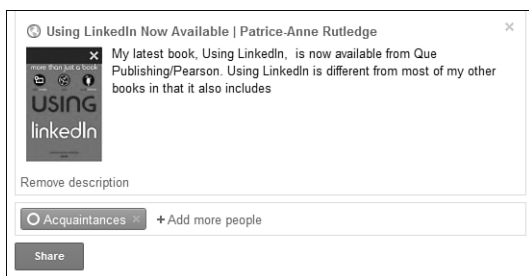 Using LinkedIn Now Available | Patrice-Anne Rutledge
My latest book, Using LinkedIn, is now available from Que
Publishing/Pearson. Using LinkedIn is different from most of my other
books in that it also includes
more than just a book
USING
linkedIn
Remove description
Acquaintances × + Add more people
Share